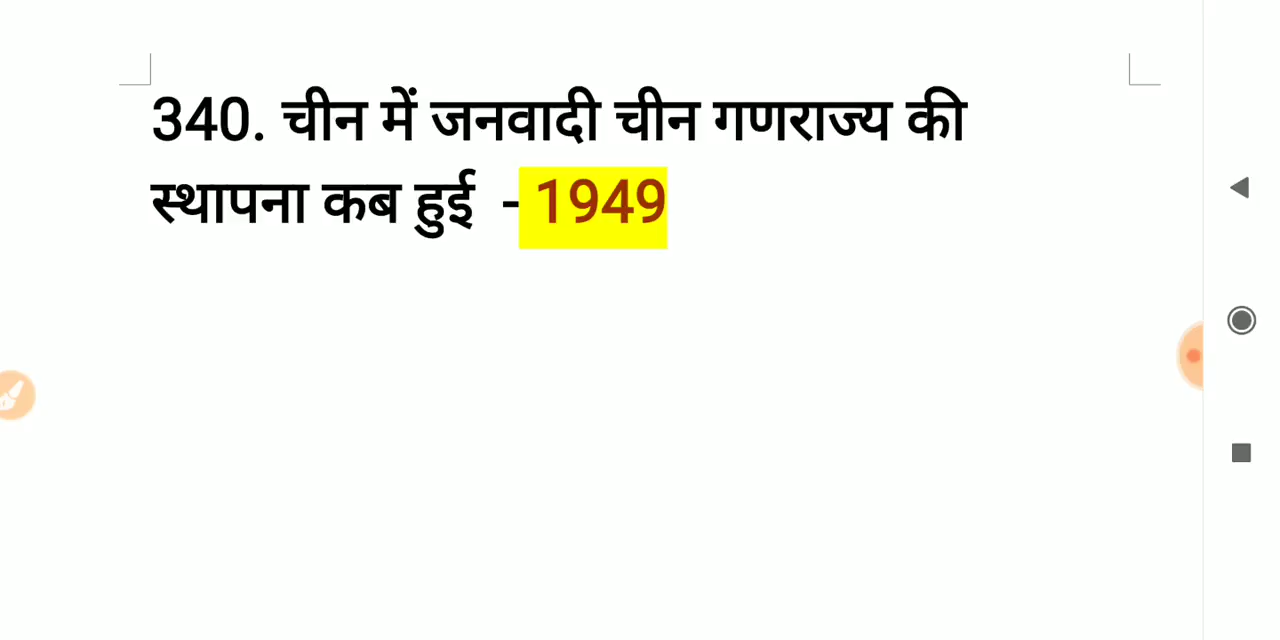 340. चीन में जनवादी चीन गणराज्य की
स्थापना कब हुई - 1949